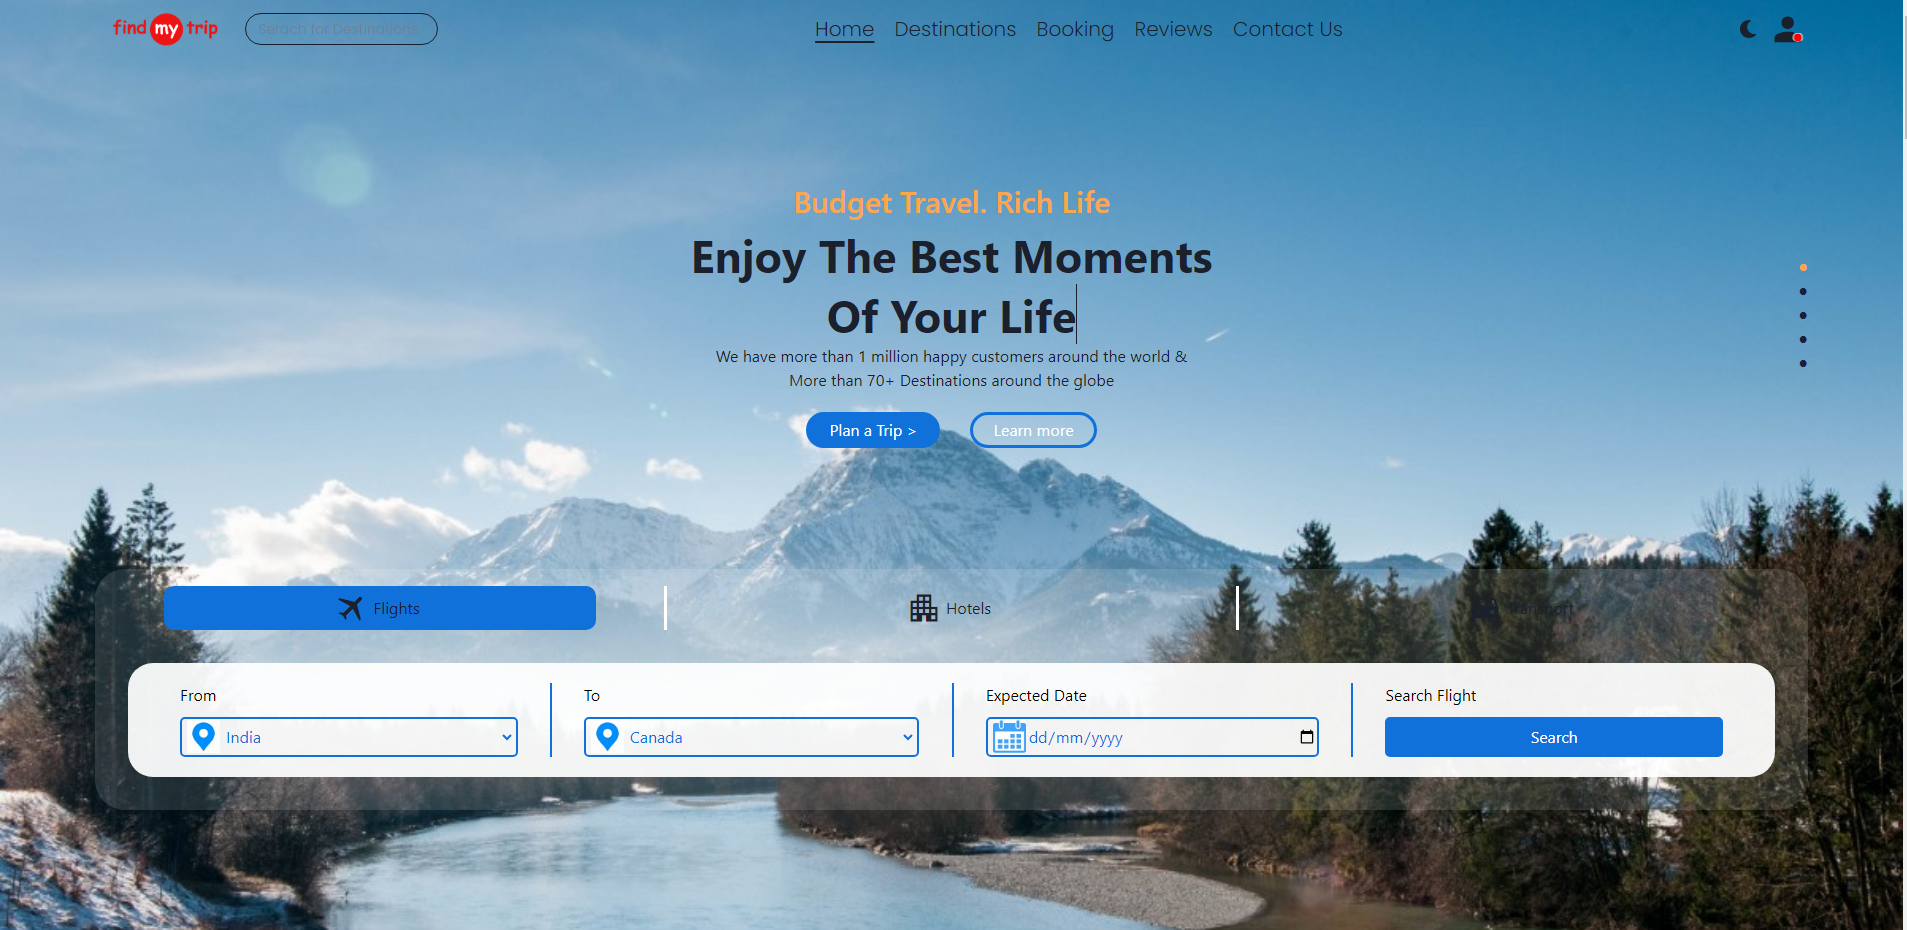 find my trip
Serach for Destinations
Home Destinations Booking Reviews Contact Us
Budget Travel. Rich Life
Enjoy The Best Moments
Of Your Life
We have more than 1 million happy customers around the world &
More than 70+ Destinations around the globe
Plan a Trip > Learn more
Flights Hotels Transport
From To Expected Date Search Flight
India Canada dd/mm/yyyy Search